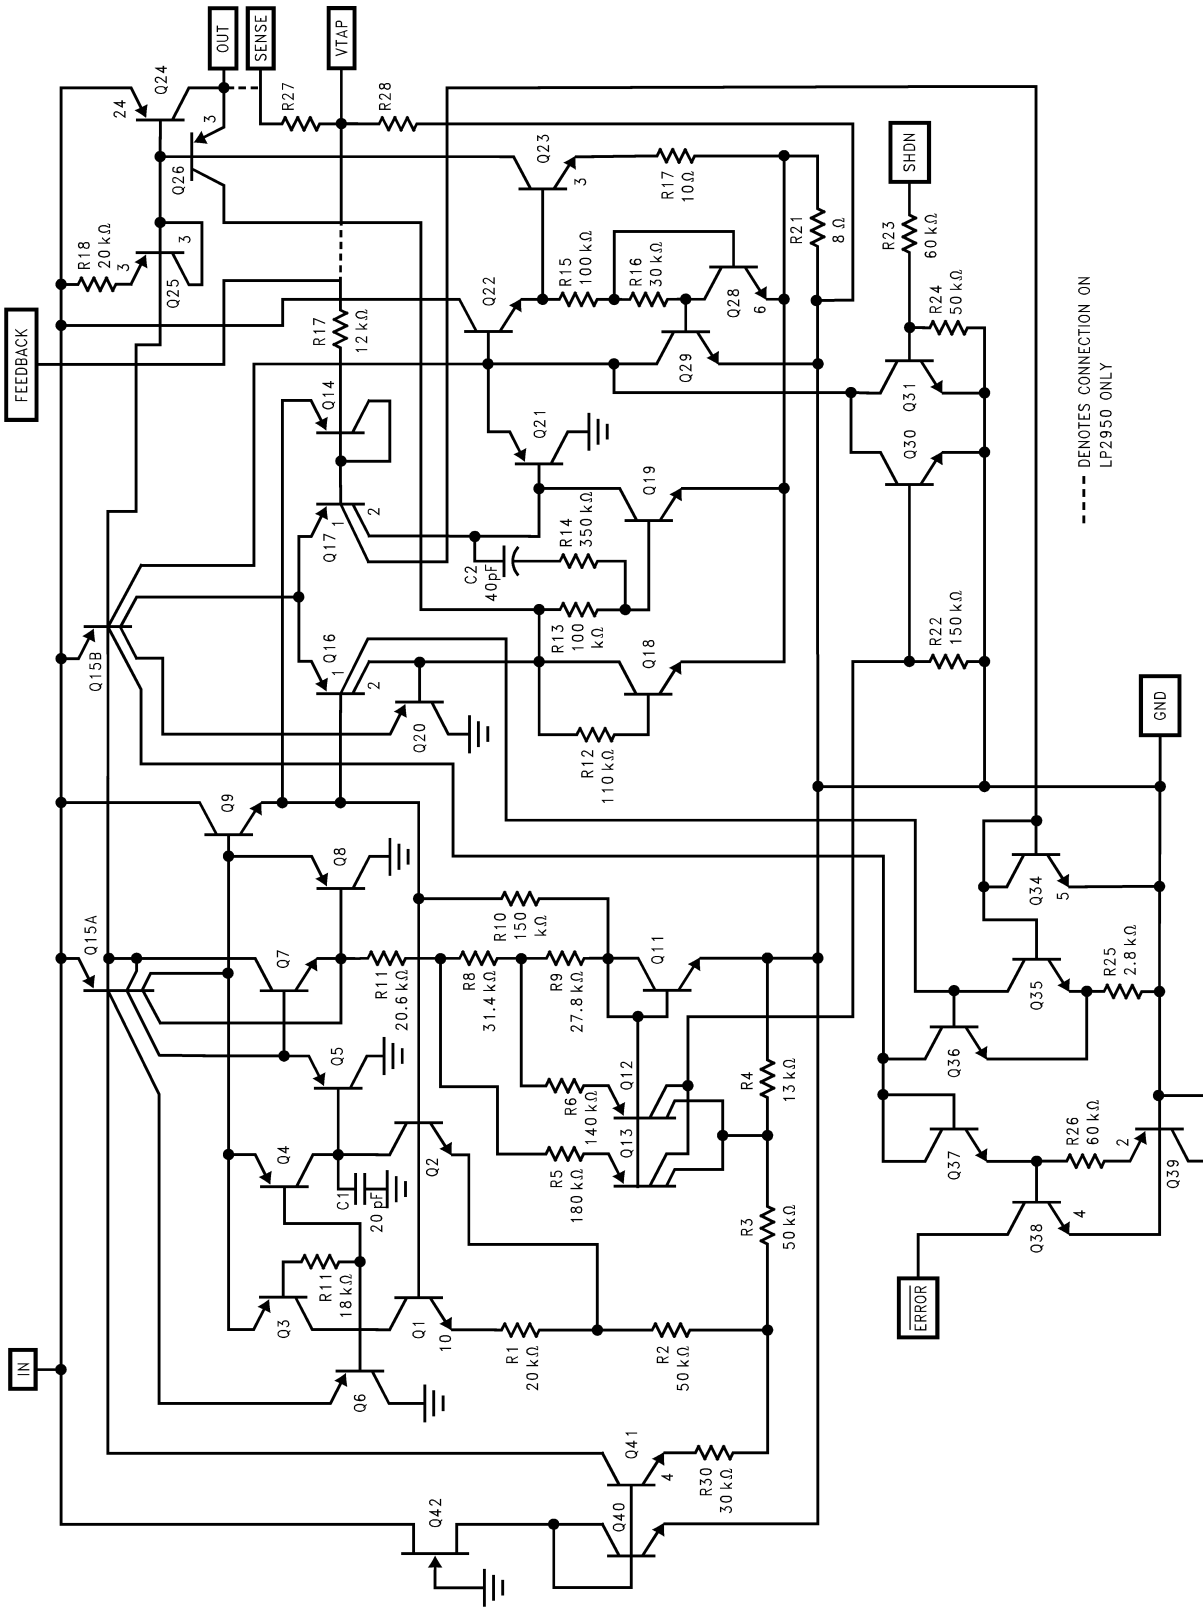 IN
FEEDBACK
OUT
SENSE
VTAP
SHDN
GND
ERROR
Q24
24
Q26
3
R18
20 kΩ
3
Q25
3
R27
R28
Q23
3
R17
10Ω
R21
8 Ω
R23
60 kΩ
R24
50 kΩ
Q22
R15
100 kΩ
R16
30 kΩ
Q28
6
Q29
R17
12 kΩ
Q14
Q21
Q31
Q30
Q17
1
2
C2
40pF
R14
350 kΩ
Q19
Q15B
Q16
1
2
R13
100
kΩ
Q18
R22
150 kΩ
Q20
R12
110 kΩ
Q9
Q8
Q15A
Q7
R10
150
kΩ
R11
20.6 kΩ
R8
31.4 kΩ
R9
27.8 kΩ
Q11
Q34
5
Q35
R25
2.8 kΩ
Q36
Q5
R6
140 kΩ
Q12
R4
13 kΩ
Q4
C1
20 pF
Q2
R5
180 kΩ
Q13
R3
50 kΩ
Q37
R26
60 kΩ
2
Q39
Q38
4
Q3
R11
18 kΩ
Q1
10
R1
20 kΩ
R2
50 kΩ
Q6
Q42
Q41
4
Q40
R30
30 kΩ
DENOTES CONNECTION ON
LP2950 ONLY